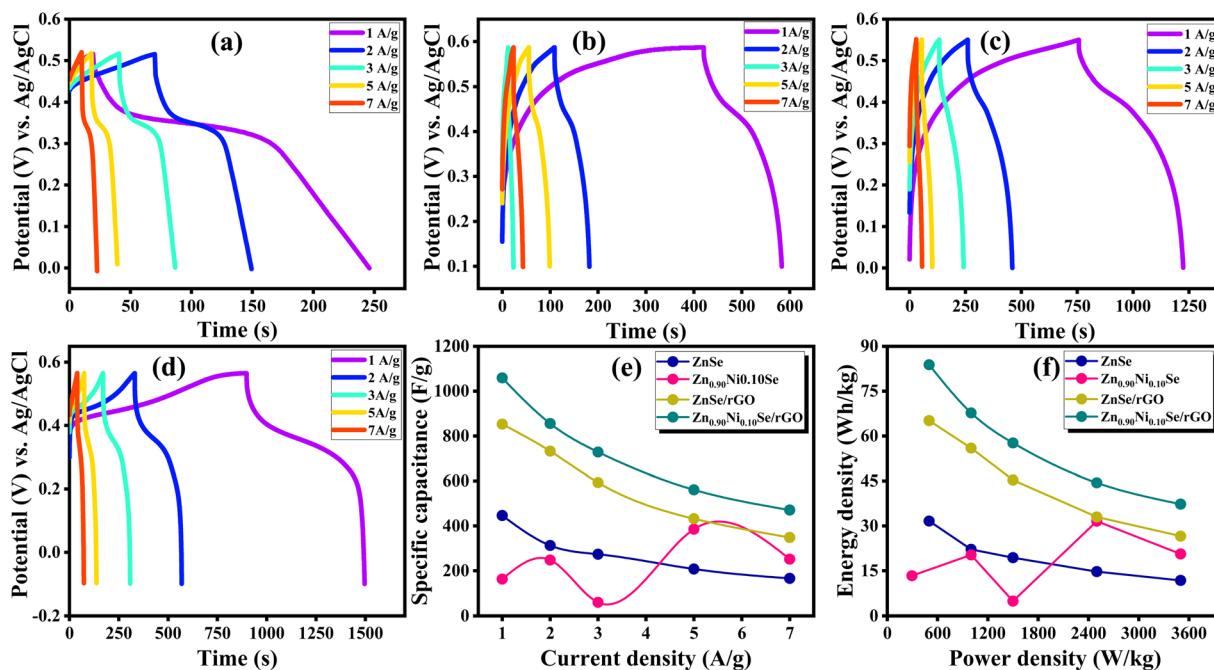 (a)
1 A/g
2 A/g
3 A/g
5 A/g
7 A/g
Potential (V) vs. Ag/AgCl
0.6
0.5
0.4
0.3
0.2
0.1
0.0
0 50 100 150 200 250
Time (s)
(b)
1A/g
2A/g
3A/g
5A/g
7A/g
Potential (V) vs. Ag/AgCl
0.6
0.5
0.4
0.3
0.2
0.1
0 100 200 300 400 500 600
Time (s)
(c)
1 A/g
2 A/g
3 A/g
5 A/g
7 A/g
Potential (V) vs. Ag/AgCl
0.6
0.5
0.4
0.3
0.2
0.1
0.0
0 250 500 750 1000 1250
Time (s)
(d)
1 A/g
2 A/g
3A/g
5A/g
7A/g
Potential (V) vs. Ag/AgCl
0.6
0.4
0.2
0.0
-0.2
0 250 500 750 1000 1250 1500
Time (s)
(e)
ZnSe
Zn0.90Ni0.10Se
ZnSe/rGO
Zn0.90Ni0.10Se/rGO
Specific capacitance (F/g)
1200
1000
800
600
400
200
0
1 2 3 4 5 6 7
Current density (A/g)
(f)
ZnSe
Zn0.90Ni0.10Se
ZnSe/rGO
Zn0.90Ni0.10Se/rGO
Energy density (Wh/kg)
90
75
60
45
30
15
0
600 1200 1800 2400 3000 3600
Power density (W/kg)